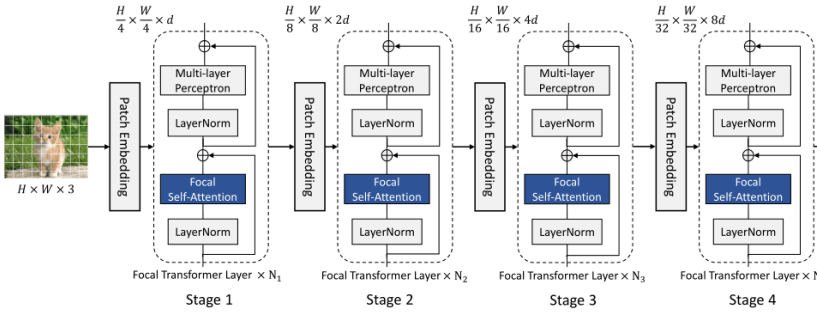 H/4 × W/4 × d
H/8 × W/8 × 2d
H/16 × W/16 × 4d
H/32 × W/32 × 8d
H × W × 3
Patch Embedding
Multi-layer
Perceptron
LayerNorm
Focal
Self-Attention
LayerNorm
Focal Transformer Layer × N₁
Stage 1
Patch Embedding
Multi-layer
Perceptron
LayerNorm
Focal
Self-Attention
LayerNorm
Focal Transformer Layer × N₂
Stage 2
Patch Embedding
Multi-layer
Perceptron
LayerNorm
Focal
Self-Attention
LayerNorm
Focal Transformer Layer × N₃
Stage 3
Patch Embedding
Multi-layer
Perceptron
LayerNorm
Focal
Self-Attention
LayerNorm
Focal Transformer Layer × N
Stage 4